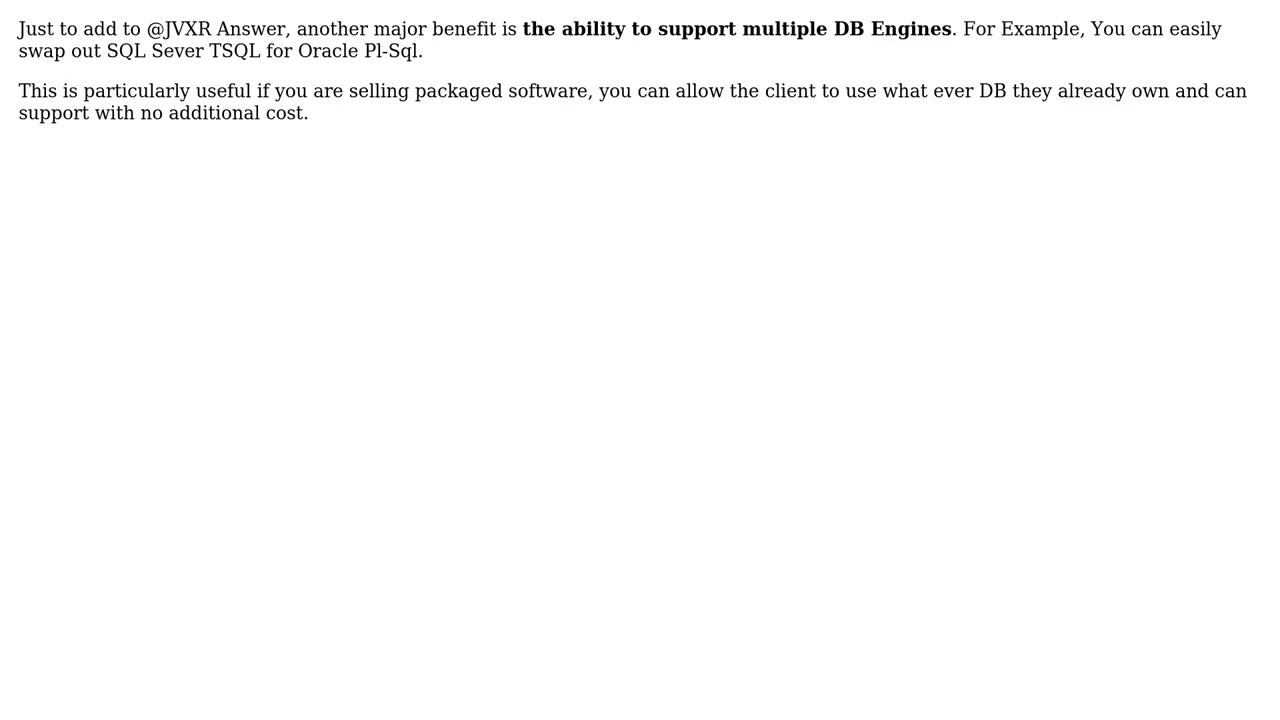 Just to add to @JVXR Answer, another major benefit is the ability to support multiple DB Engines. For Example, You can easily
swap out SQL Sever TSQL for Oracle Pl-Sql.
This is particularly useful if you are selling packaged software, you can allow the client to use what ever DB they already own and can
support with no additional cost.